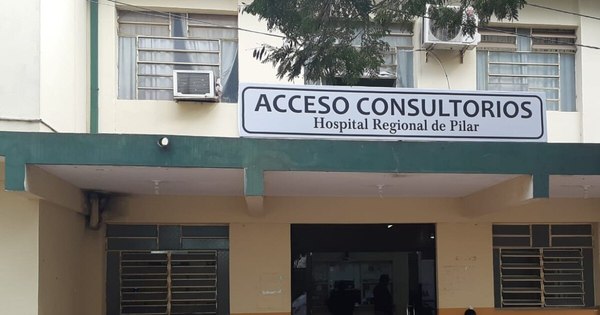 ACCESO CONSULTORIOS
Hospital Regional de Pilar